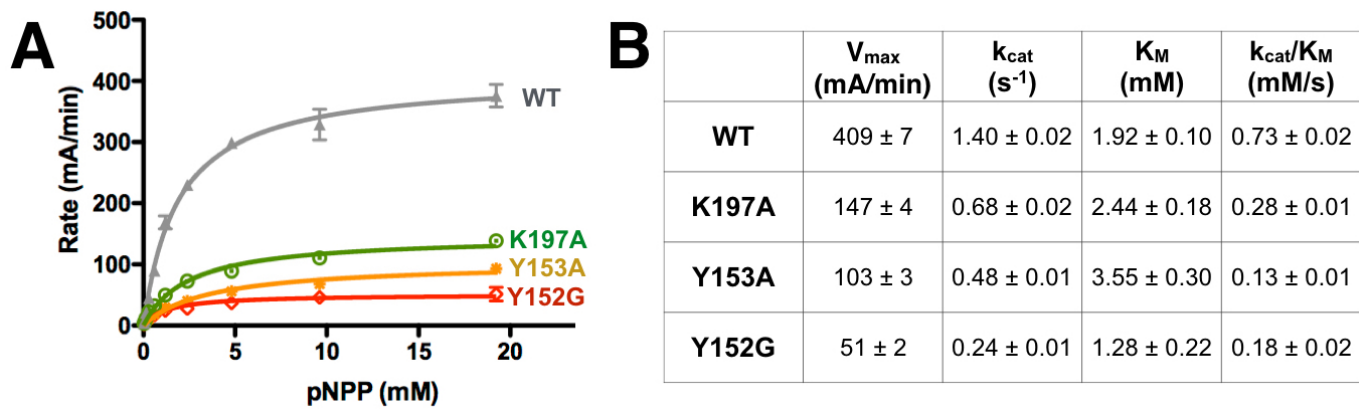 A
500
400
300
200
100
0
Rate (mA/min)
0 5 10 15 20
pNPP (mM)
WT
K197A
Y153A
Y152G
B
Vmax (mA/min) kcat (s⁻¹) KM (mM) kcat/KM (mM/s)
WT 409 ± 7 1.40 ± 0.02 1.92 ± 0.10 0.73 ± 0.02
K197A 147 ± 4 0.68 ± 0.02 2.44 ± 0.18 0.28 ± 0.01
Y153A 103 ± 3 0.48 ± 0.01 3.55 ± 0.30 0.13 ± 0.01
Y152G 51 ± 2 0.24 ± 0.01 1.28 ± 0.22 0.18 ± 0.02